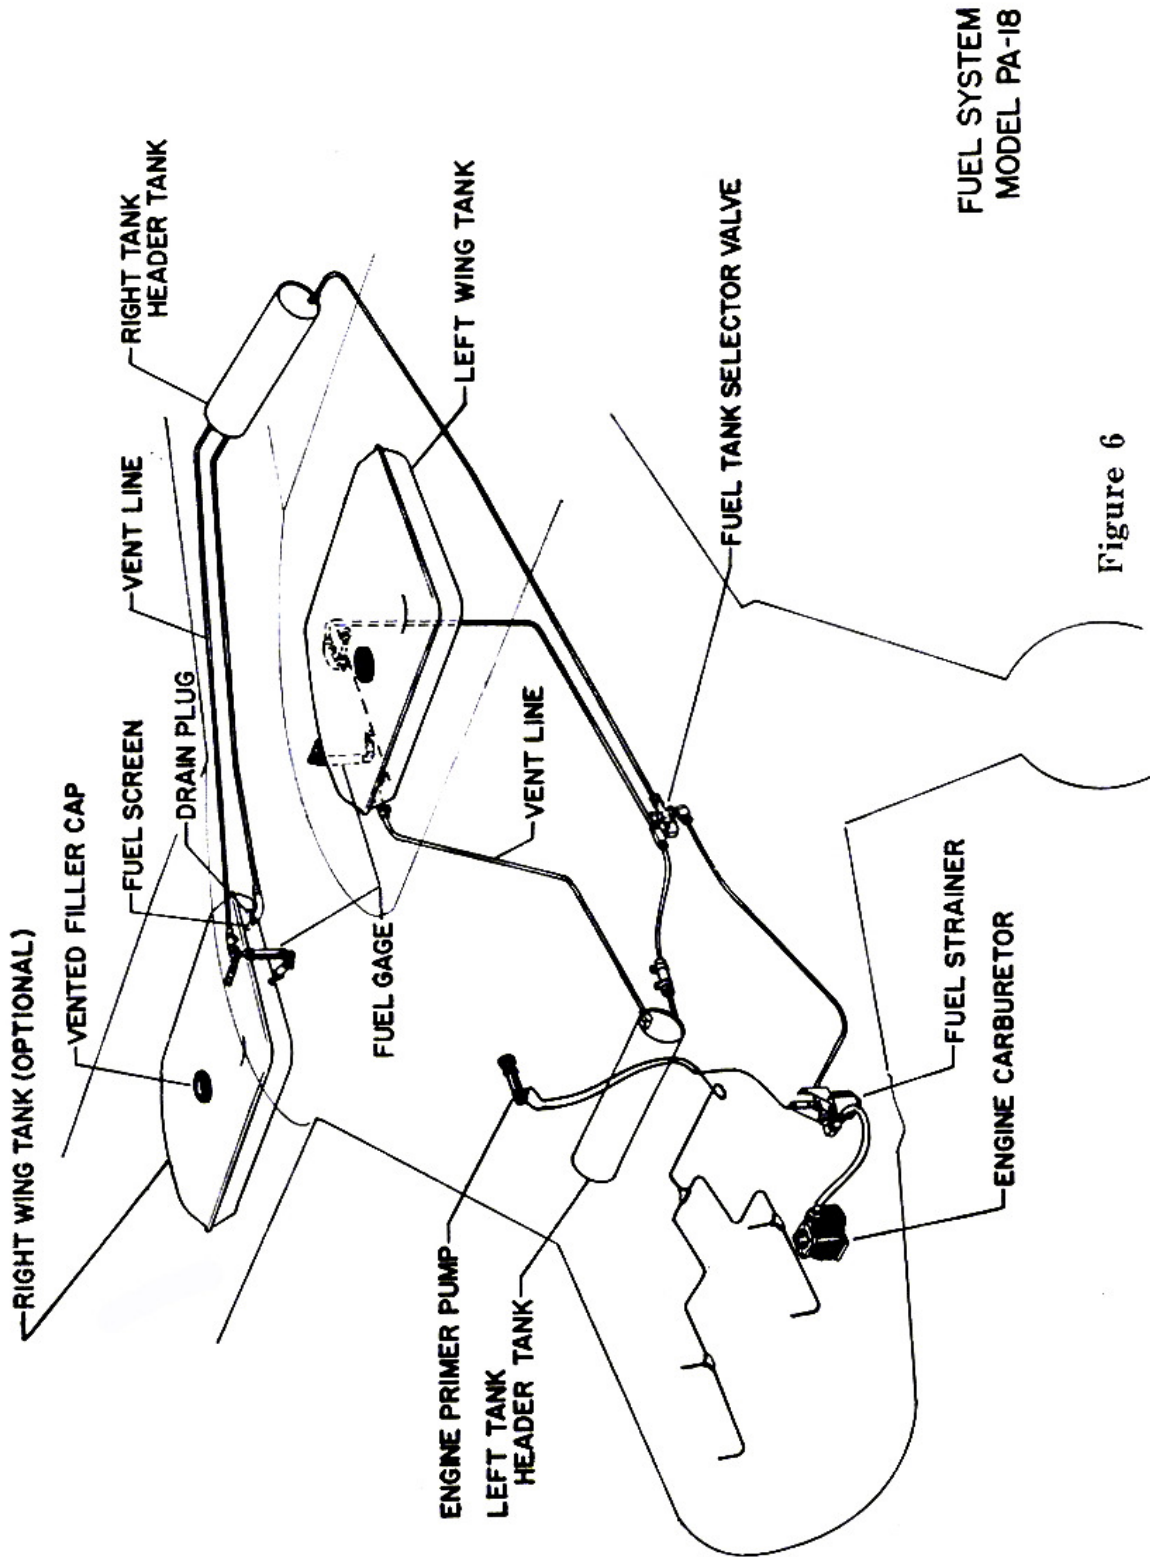 RIGHT WING TANK (OPTIONAL)
VENTED FILLER CAP
FUEL SCREEN
DRAIN PLUG
VENT LINE
RIGHT TANK
HEADER TANK
LEFT WING TANK
FUEL GAGE
VENT LINE
FUEL TANK SELECTOR VALVE
ENGINE PRIMER PUMP
LEFT TANK
HEADER TANK
FUEL STRAINER
ENGINE CARBURETOR
FUEL SYSTEM
MODEL PA-18
Figure 6